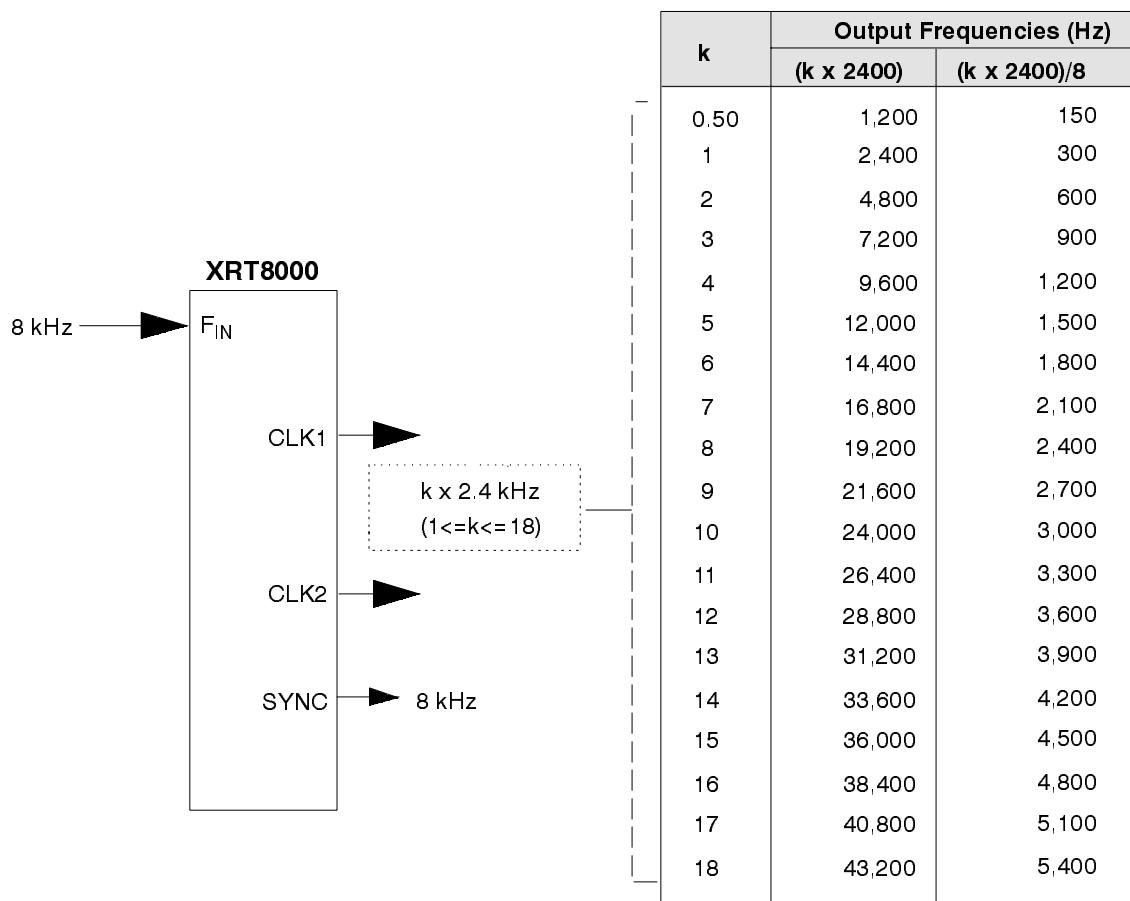 XRT8000
8 kHz
FIN
CLK1
k x 2.4 kHz
(1<=k<=18)
CLK2
SYNC
8 kHz
k Output Frequencies (Hz)
(k x 2400) (k x 2400)/8
0.50 1,200 150
1 2,400 300
2 4,800 600
3 7,200 900
4 9,600 1,200
5 12,000 1,500
6 14,400 1,800
7 16,800 2,100
8 19,200 2,400
9 21,600 2,700
10 24,000 3,000
11 26,400 3,300
12 28,800 3,600
13 31,200 3,900
14 33,600 4,200
15 36,000 4,500
16 38,400 4,800
17 40,800 5,100
18 43,200 5,400